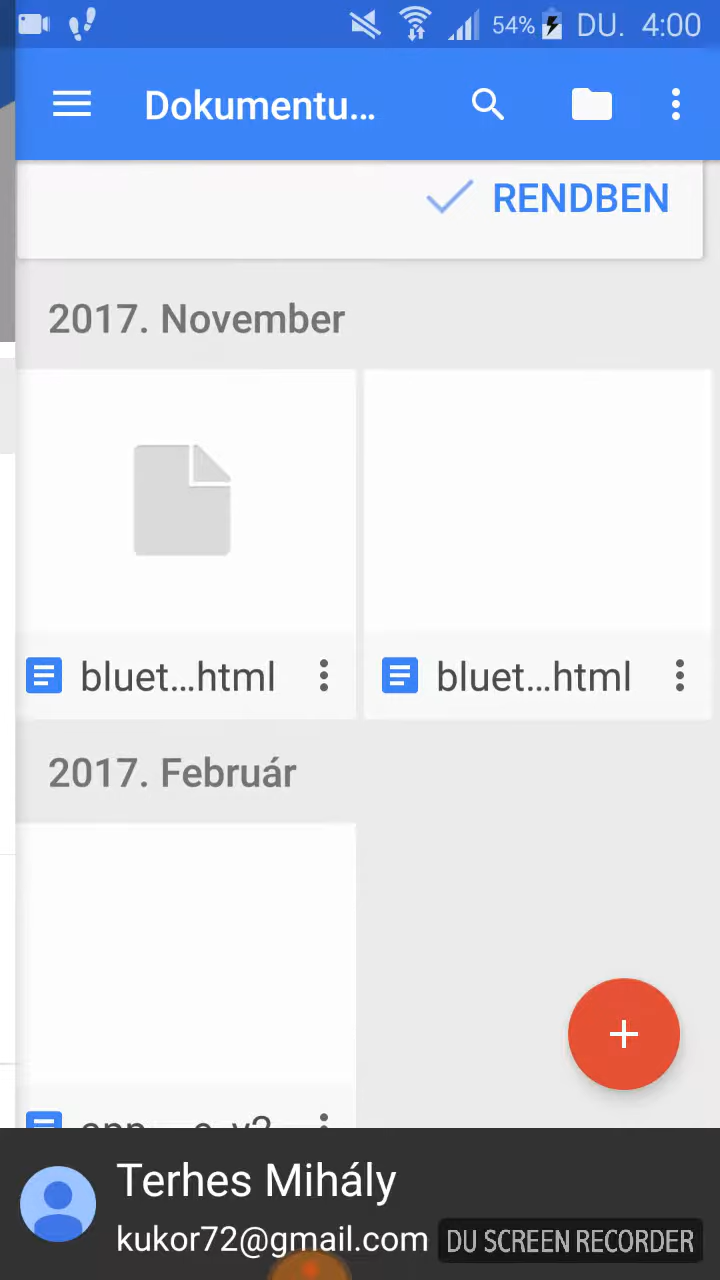 54% DU. 4:00
Dokumentu...
RENDBEN
2017. November
bluet...html bluet...html
2017. Február
Terhes Mihály
kukor72@gmail.com
DU SCREEN RECORDER